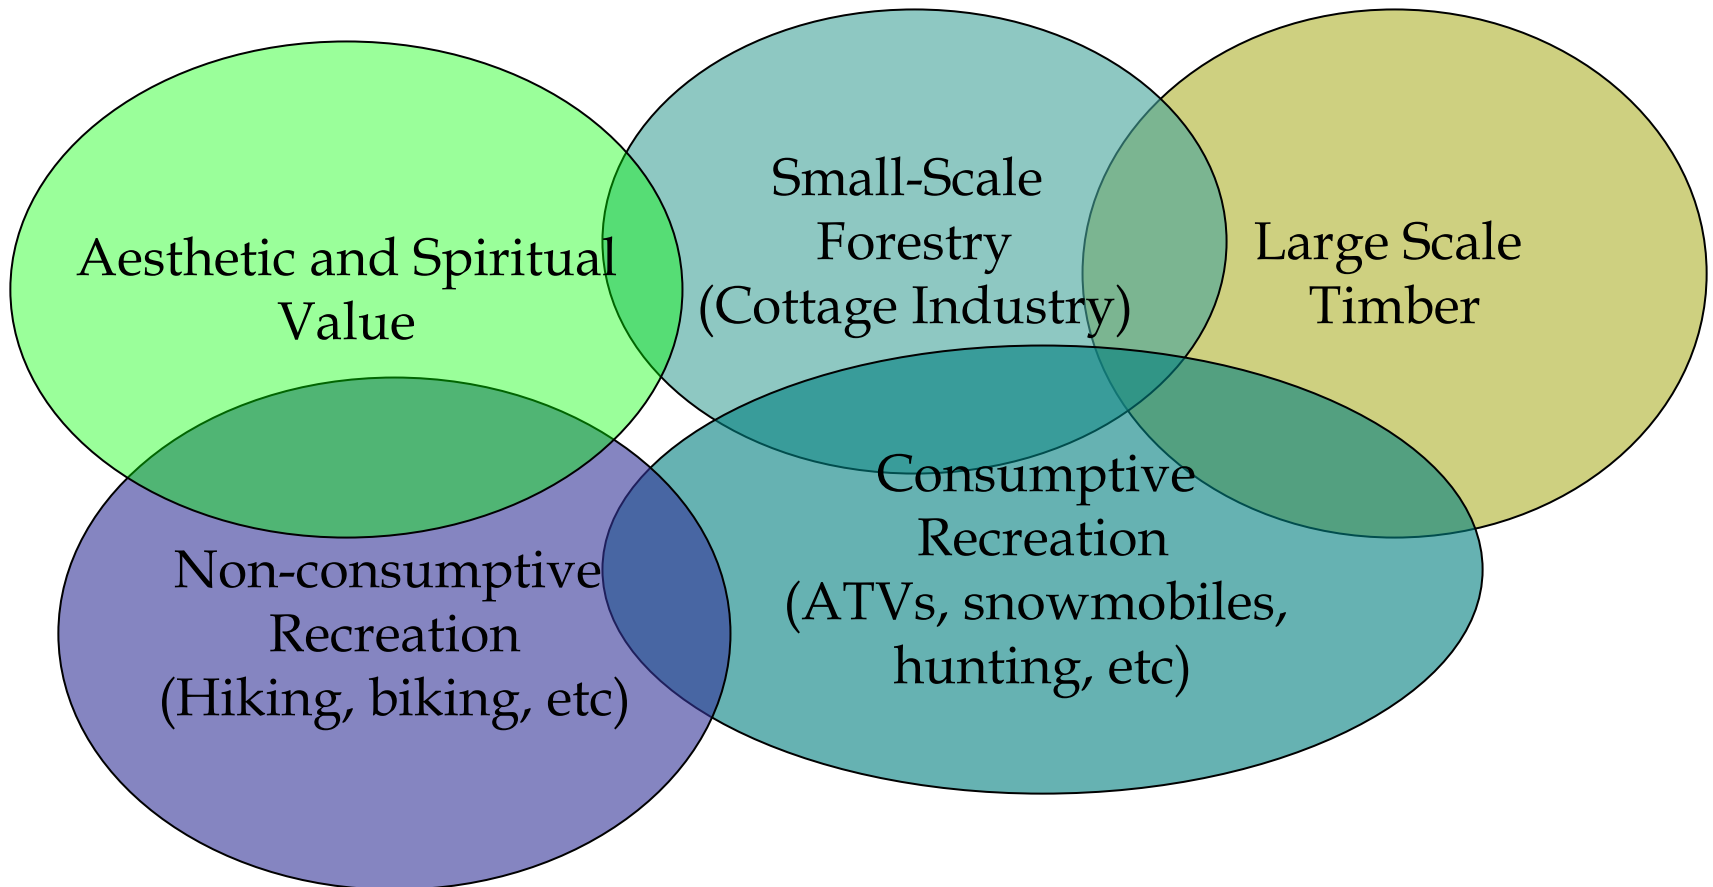 Aesthetic and Spiritual
Value
Small-Scale
Forestry
(Cottage Industry)
Large Scale
Timber
Non-consumptive
Recreation
(Hiking, biking, etc)
Consumptive
Recreation
(ATVs, snowmobiles,
hunting, etc)